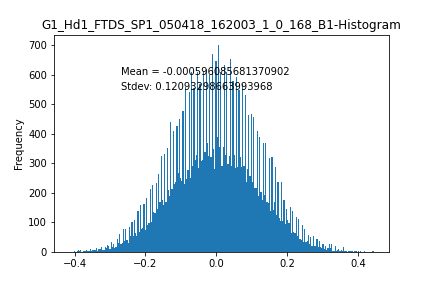 G1_Hd1_FTDS_SP1_050418_162003_1_0_168_B1-Histogram
700
600
500
400
300
200
100
0
Frequency
Mean = -0.000596085681370902
Stdev: 0.12093298663993968
−0.4 −0.2 0.0 0.2 0.4